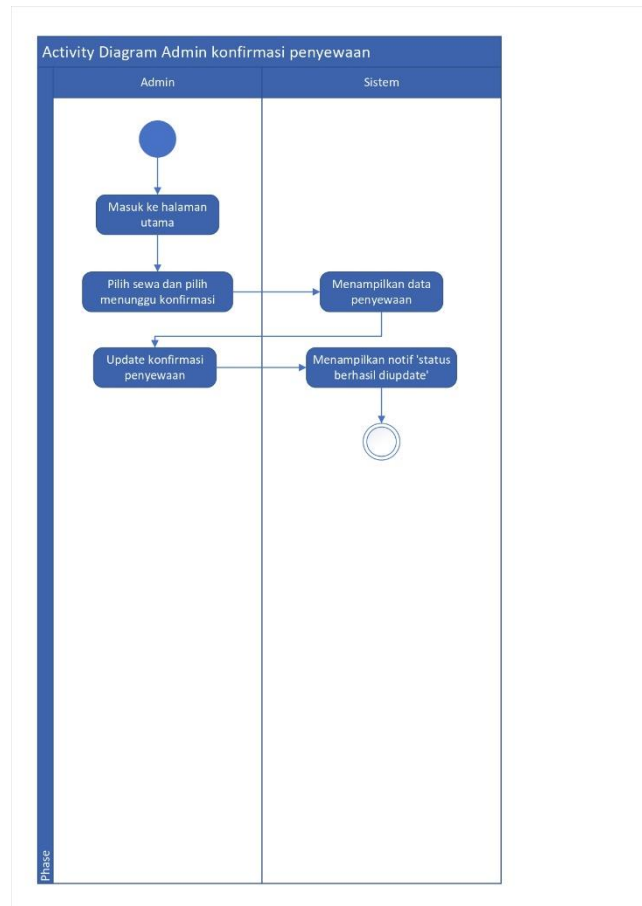 Activity Diagram Admin konfirmasi penyewaan
Admin
Sistem
Masuk ke halaman
utama
Pilih sewa dan pilih
menunggu konfirmasi
Menampilkan data
penyewaan
Update konfirmasi
penyewaan
Menampilkan notif 'status
berhasil diupdate'
Phase